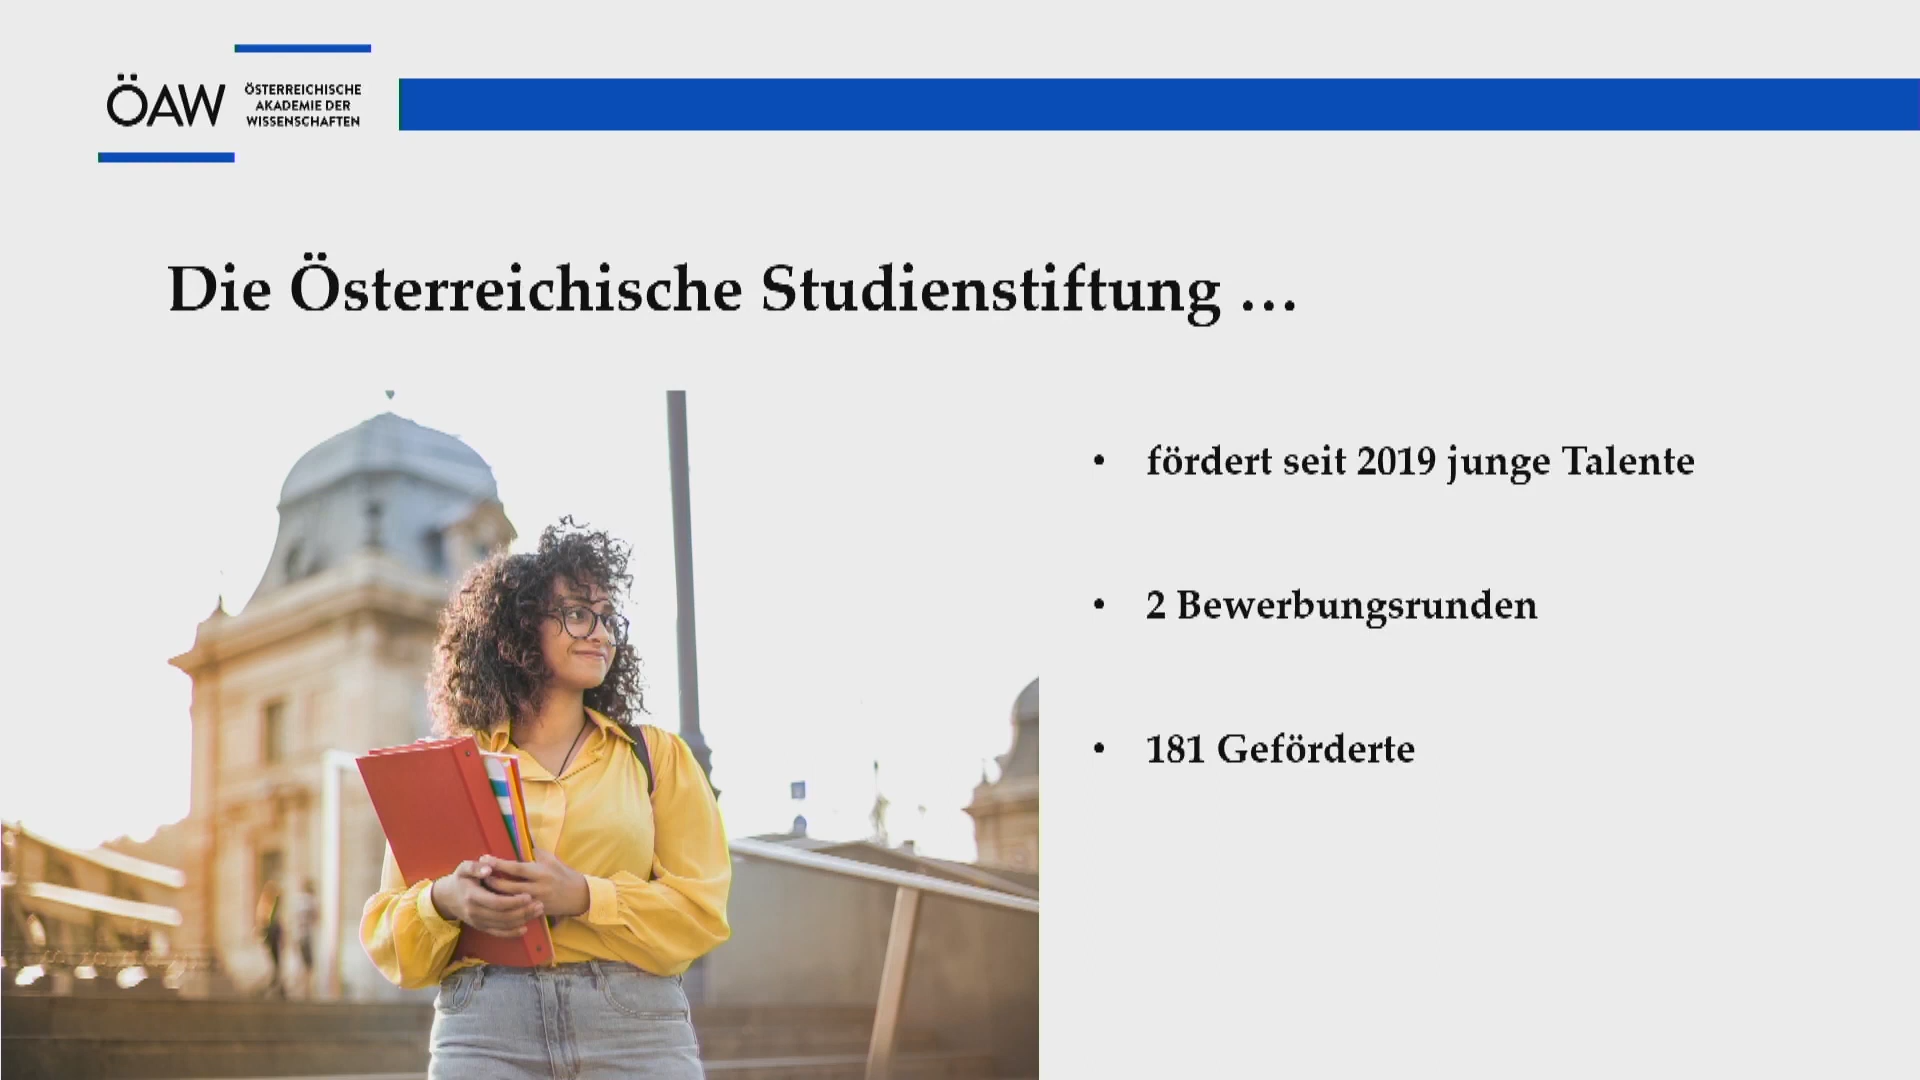 ÖAW
ÖSTERREICHISCHE
AKADEMIE DER
WISSENSCHAFTEN
Die Österreichische Studienstiftung …
• fördert seit 2019 junge Talente
• 2 Bewerbungsrunden
• 181 Geförderte